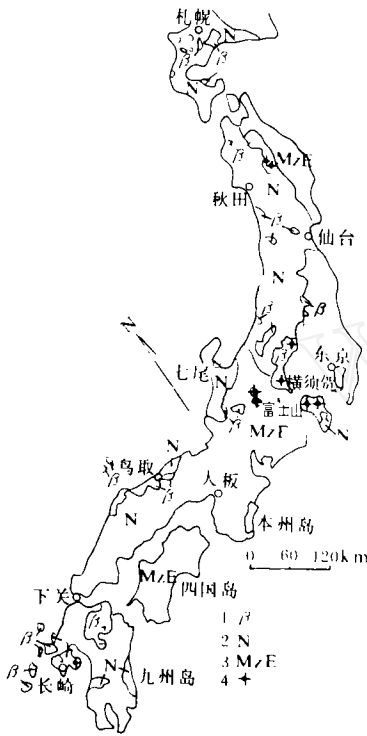 札幌
N
β
β
N
β
MzE
N
秋田
β
仙台
N
β
β
N
七尾
N
东京
横须贺
富士山
β
MzE
N
N
鸟取
β
β
大板
N
本州岛
0 60 120km
MzE
四国岛
下关
1 β
β
2 N
β
3 MzE
N
九州岛
β
长崎
4 ✦